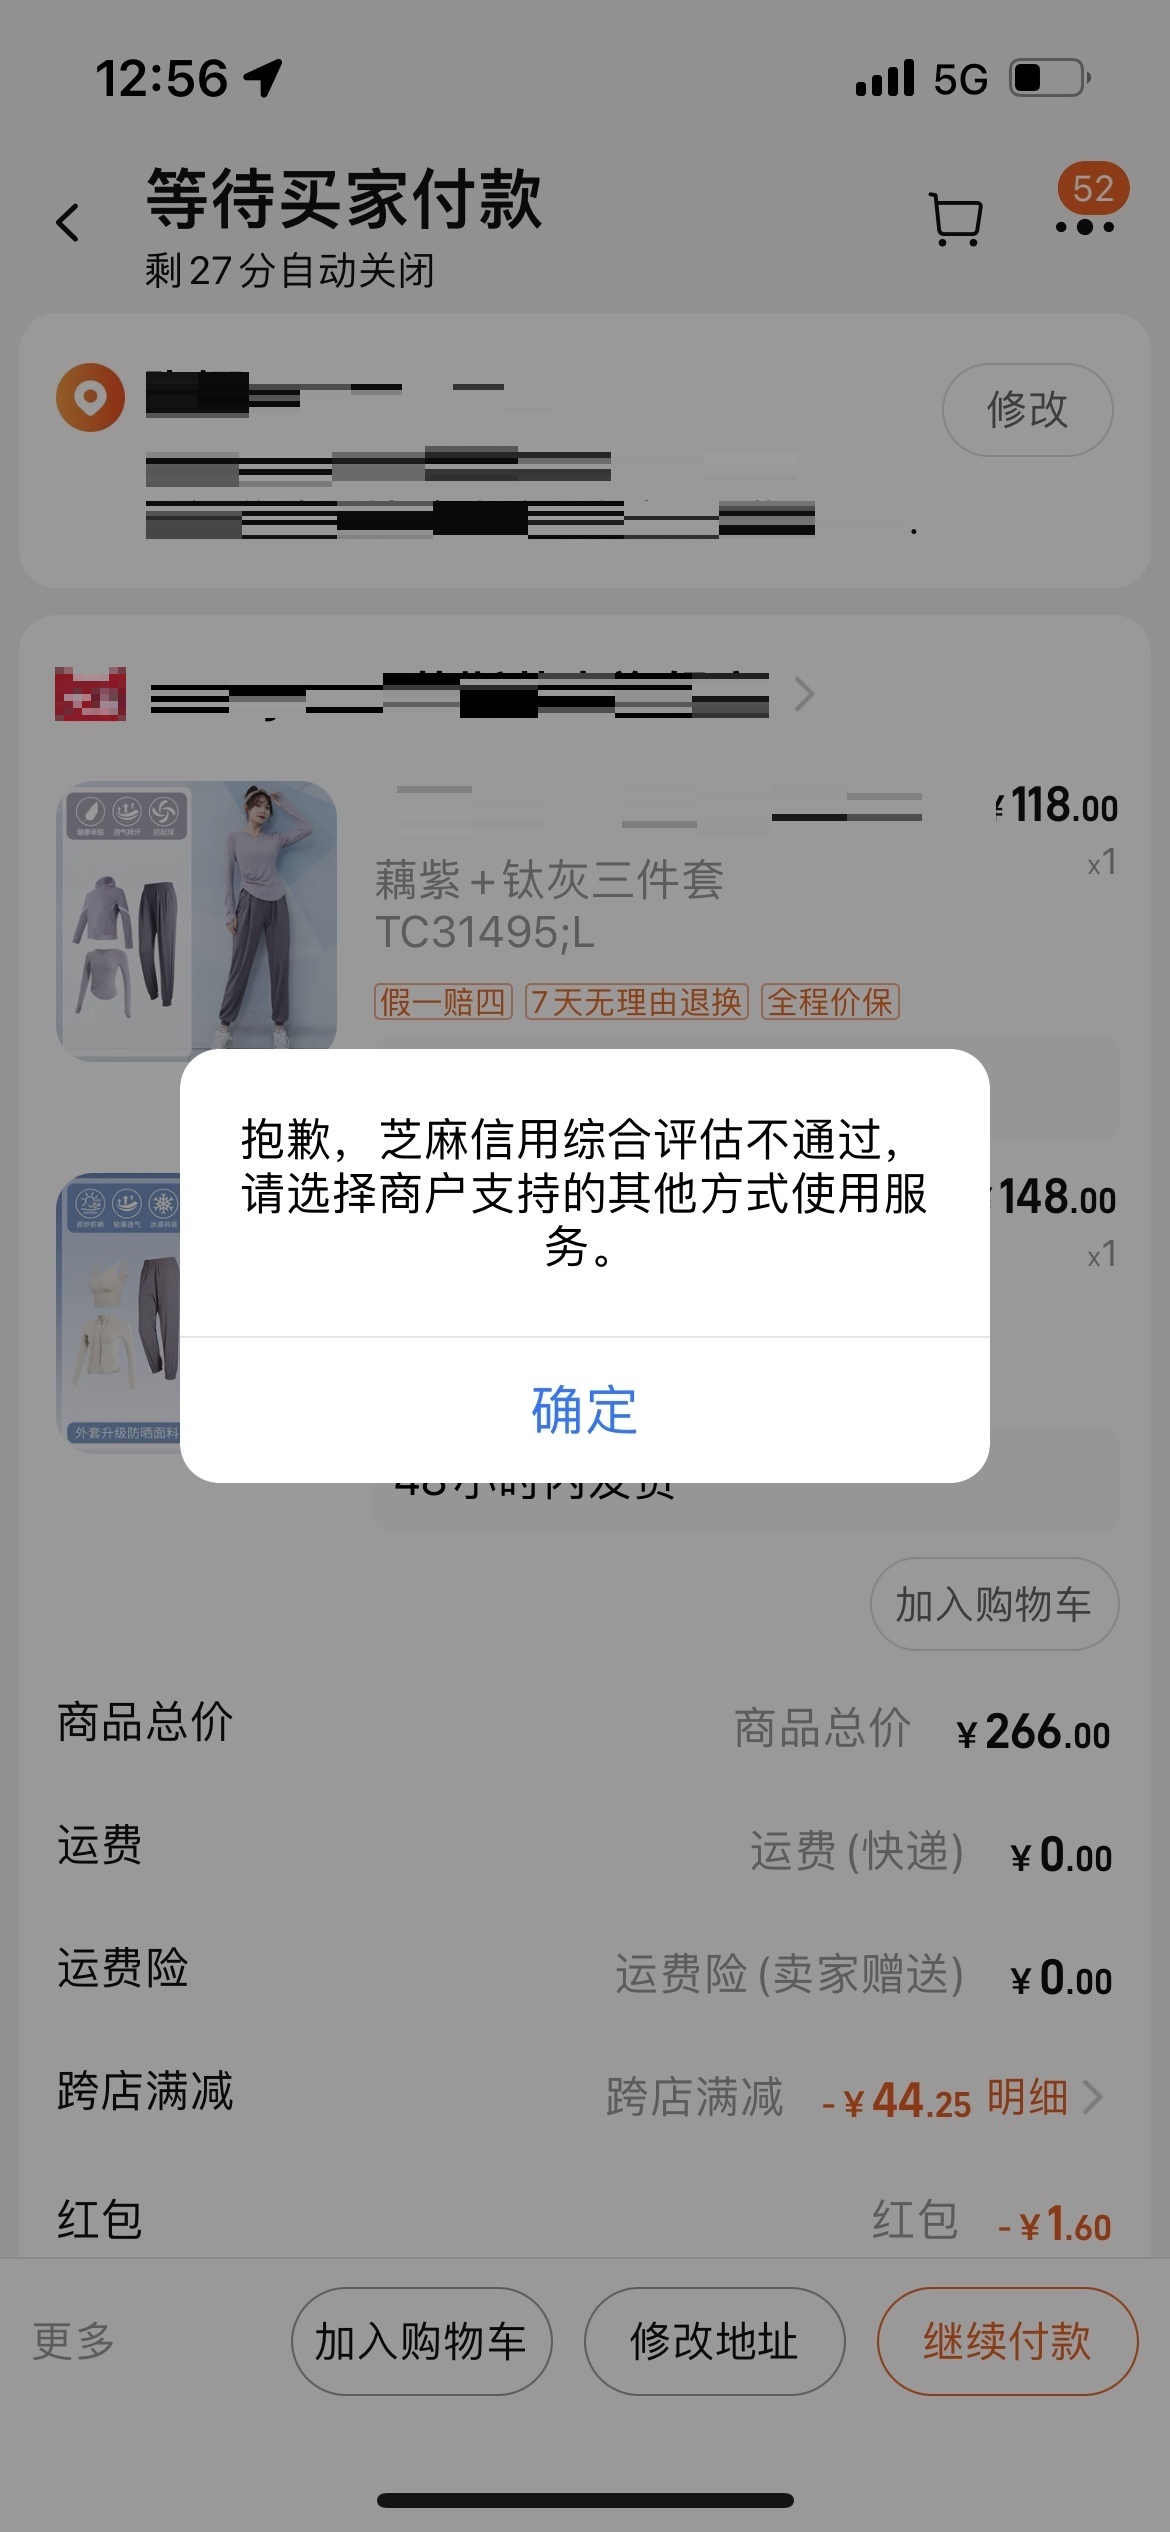 12:56
5G
等待买家付款
52
剩27分自动关闭
修改
¥118.00
x1
藕紫+钛灰三件套
TC31495;L
假一赔四 7天无理由退换 全程价保
抱歉，芝麻信用综合评估不通过，
请选择商户支持的其他方式使用服
务。
确定
148.00
x1
外套升级防晒面料
48小时内发货
加入购物车
商品总价 商品总价 ¥266.00
运费 运费(快递) ¥0.00
运费险 运费险(卖家赠送) ¥0.00
跨店满减 跨店满减 -¥44.25 明细
红包 红包 -¥1.60
更多 加入购物车 修改地址 继续付款